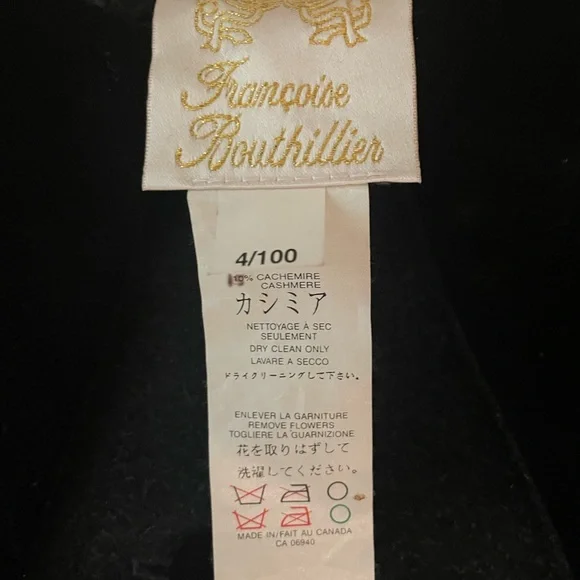 Françoise
Bouthillier
4/100
% CACHEMIRE
CASHMERE
カシミア
NETTOYAGE À SEC
SEULEMENT
DRY CLEAN ONLY
LAVARE A SECCO
ドライクリーニングして下さい。
ENLEVER LA GARNITURE
REMOVE FLOWERS
TOGLIERE LA GUARNIZIONE
花を取りはずして
洗濯してください。
MADE IN/FAIT AU CANADA
CA 06940